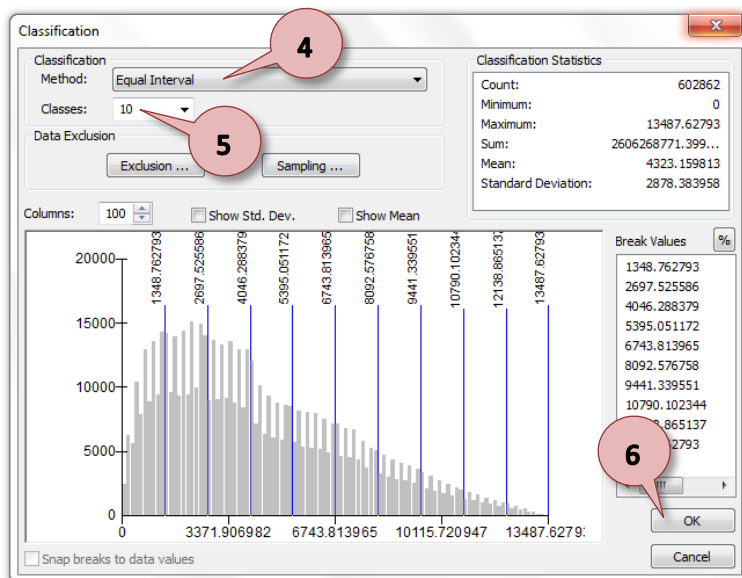 Classification
4
Classification
Method: Equal Interval
Classes: 10
5
Data Exclusion
Exclusion ...
Sampling ...
Classification Statistics
Count: 602862
Minimum: 0
Maximum: 13487.62793
Sum: 2606268771.399...
Mean: 4323.159813
Standard Deviation: 2878.383958
Columns: 100
Show Std. Dev.
Show Mean
Break Values
%
1348.762793
2697.525586
4046.288379
5395.051172
6743.813965
8092.576758
9441.339551
10790.102344
.865137
2793
6
20000
15000
10000
5000
0
1348.762793
2697.525586
4046.288379
5395.051172
6743.813965
8092.576758
9441.339551
10790.102344
12138.865137
13487.62793
0
3371.906982
6743.813965
10115.720947
13487.62793
Snap breaks to data values
OK
Cancel